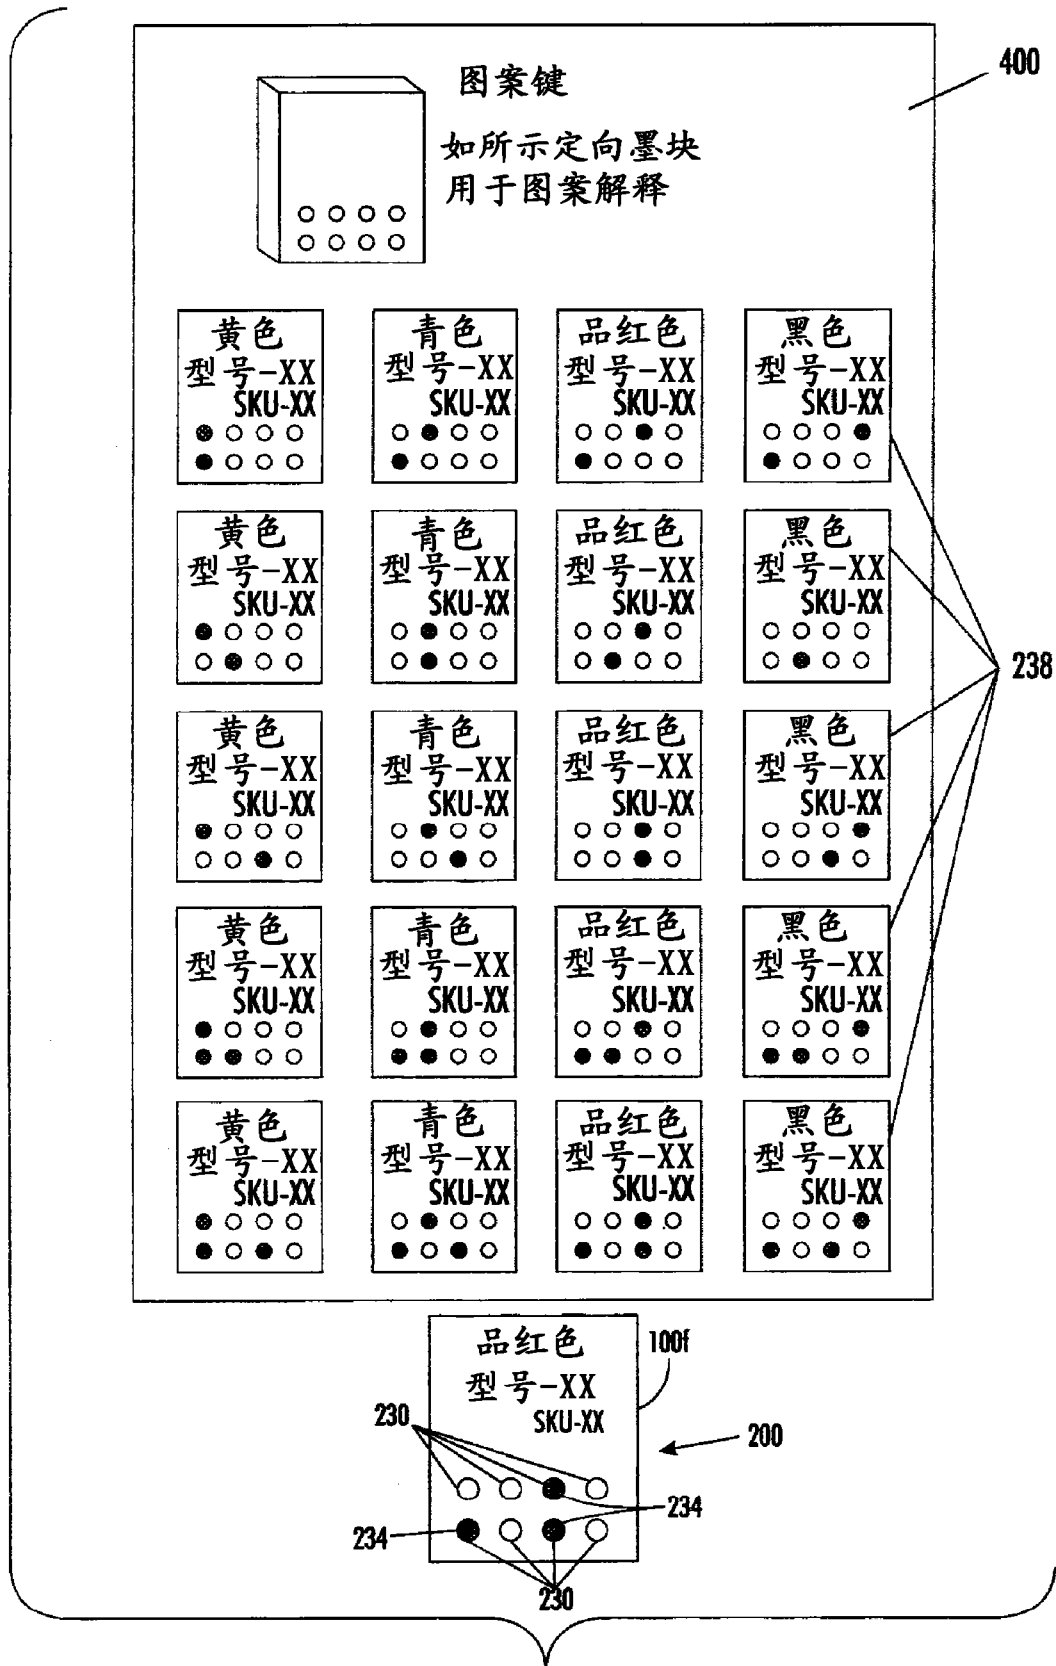 图案键
400
如所示定向墨块
用于图案解释
黄色
型号-XX
SKU-XX
青色
型号-XX
SKU-XX
品红色
型号-XX
SKU-XX
黑色
型号-XX
SKU-XX
黄色
型号-XX
SKU-XX
青色
型号-XX
SKU-XX
品红色
型号-XX
SKU-XX
黑色
型号-XX
SKU-XX
238
黄色
型号-XX
SKU-XX
青色
型号-XX
SKU-XX
品红色
型号-XX
SKU-XX
黑色
型号-XX
SKU-XX
黄色
型号-XX
SKU-XX
青色
型号-XX
SKU-XX
品红色
型号-XX
SKU-XX
黑色
型号-XX
SKU-XX
黄色
型号-XX
SKU-XX
青色
型号-XX
SKU-XX
品红色
型号-XX
SKU-XX
黑色
型号-XX
SKU-XX
品红色
型号-XX
SKU-XX
100f
230
200
234
234
230